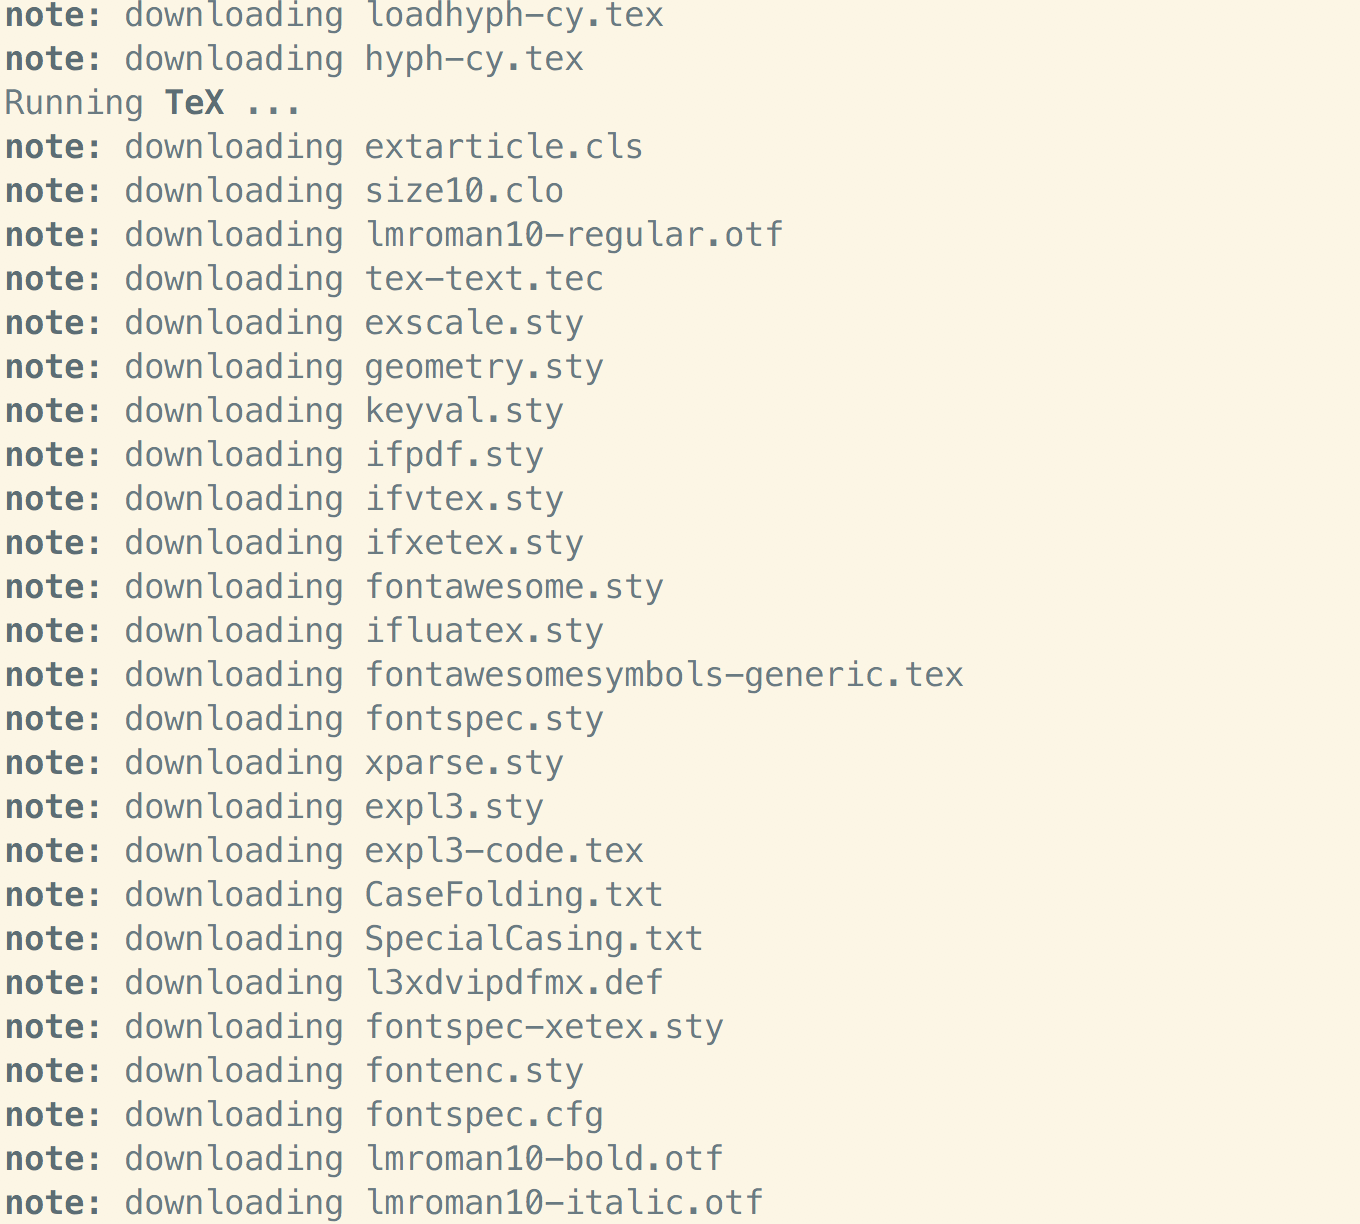 note: downloading loadhyph-cy.tex
note: downloading hyph-cy.tex
Running TeX ...
note: downloading extarticle.cls
note: downloading size10.clo
note: downloading lmroman10-regular.otf
note: downloading tex-text.tec
note: downloading exscale.sty
note: downloading geometry.sty
note: downloading keyval.sty
note: downloading ifpdf.sty
note: downloading ifvtex.sty
note: downloading ifxetex.sty
note: downloading fontawesome.sty
note: downloading ifluatex.sty
note: downloading fontawesomesymbols-generic.tex
note: downloading fontspec.sty
note: downloading xparse.sty
note: downloading expl3.sty
note: downloading expl3-code.tex
note: downloading CaseFolding.txt
note: downloading SpecialCasing.txt
note: downloading l3xdvipdfmx.def
note: downloading fontspec-xetex.sty
note: downloading fontenc.sty
note: downloading fontspec.cfg
note: downloading lmroman10-bold.otf
note: downloading lmroman10-italic.otf